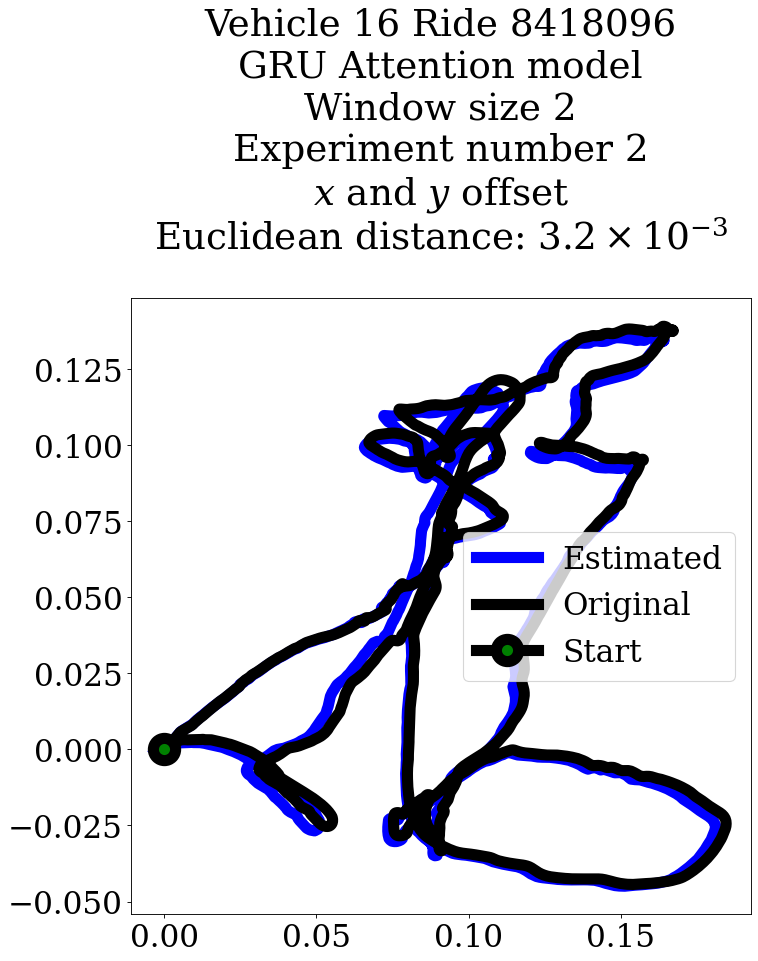 Vehicle 16 Ride 8418096
GRU Attention model
Window size 2
Experiment number 2
x and y offset
Euclidean distance: 3.2 × 10⁻³
0.125
0.100
0.075
0.050
0.025
0.000
−0.025
−0.050
Estimated
Original
Start
0.00 0.05 0.10 0.15